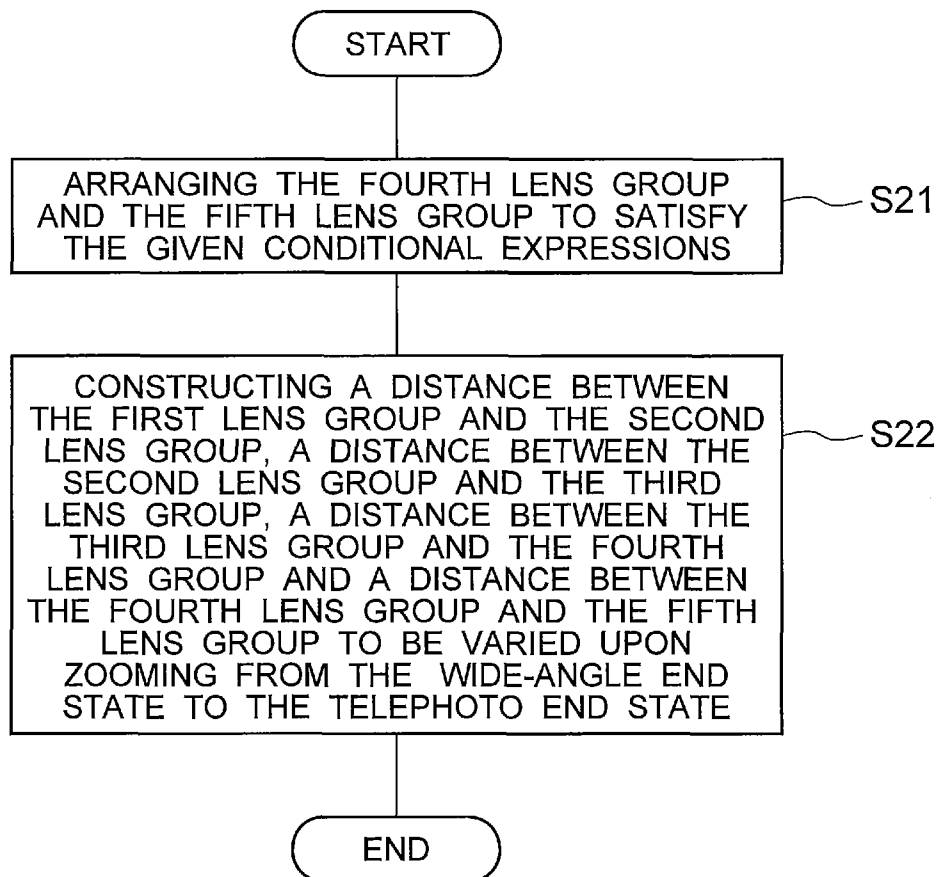 START
ARRANGING THE FOURTH LENS GROUP
AND THE FIFTH LENS GROUP TO SATISFY
THE GIVEN CONDITIONAL EXPRESSIONS
S21
CONSTRUCTING A DISTANCE BETWEEN
THE FIRST LENS GROUP AND THE SECOND
LENS GROUP, A DISTANCE BETWEEN THE
SECOND LENS GROUP AND THE THIRD
LENS GROUP, A DISTANCE BETWEEN THE
THIRD LENS GROUP AND THE FOURTH
LENS GROUP AND A DISTANCE BETWEEN
THE FOURTH LENS GROUP AND THE FIFTH
LENS GROUP TO BE VARIED UPON
ZOOMING FROM THE WIDE-ANGLE END
STATE TO THE TELEPHOTO END STATE
S22
END